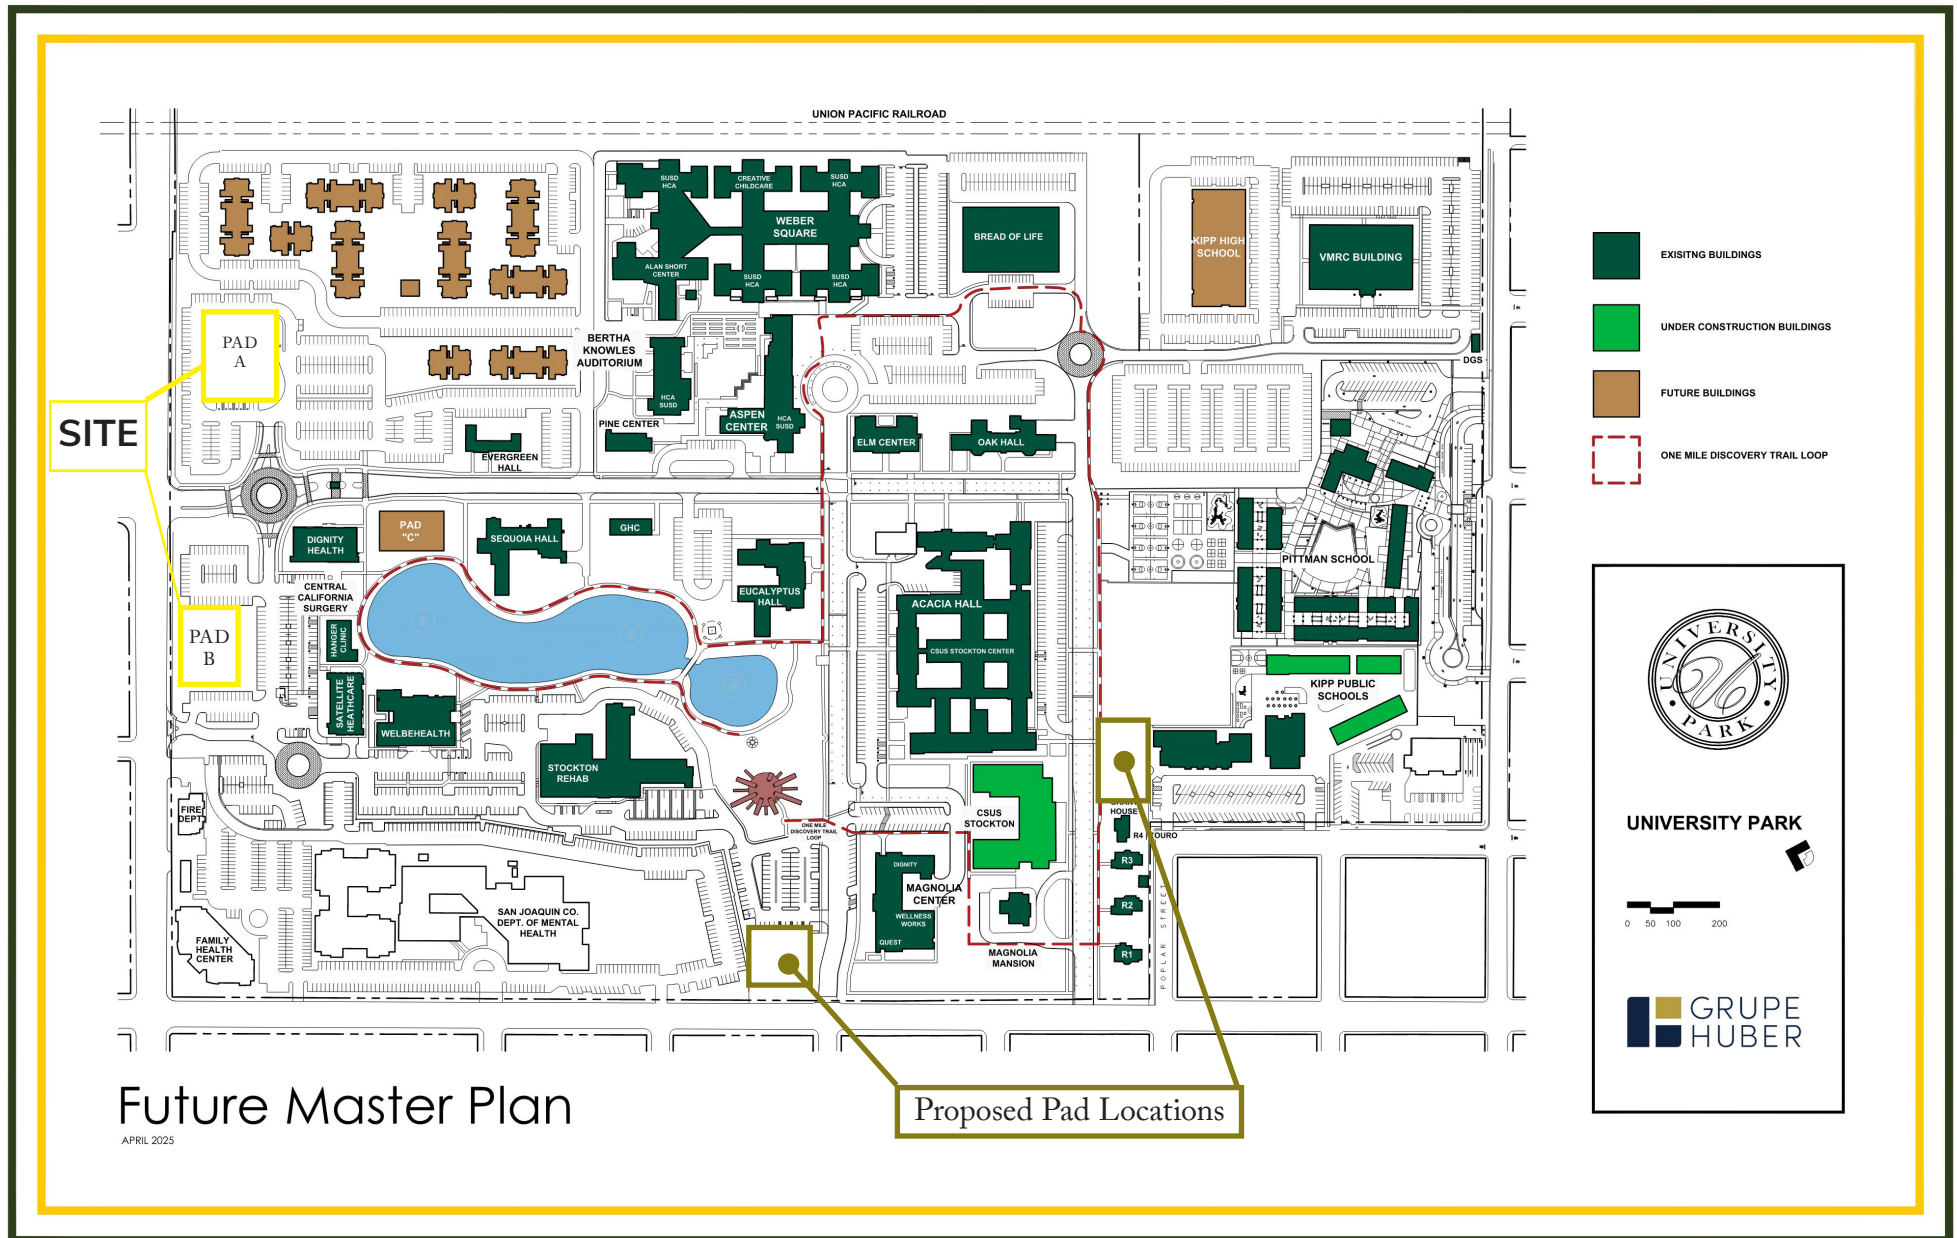 UNION PACIFIC RAILROAD
SUSD
HCA
CREATIVE
CHILDCARE
SUSD
HCA
WEBER
SQUARE
ALAN SHORT
CENTER
SUSD
HCA
SUSD
HCA
BREAD OF LIFE
KIPP HIGH
SCHOOL
VMRC BUILDING
DGS
EXISITNG BUILDINGS
UNDER CONSTRUCTION BUILDINGS
FUTURE BUILDINGS
ONE MILE DISCOVERY TRAIL LOOP
PAD
A
SITE
PAD
B
BERTHA
KNOWLES
AUDITORIUM
HCA
SUSD
PINE CENTER
ASPEN
CENTER
HCA
SUSD
EVERGREEN
HALL
ELM CENTER
OAK HALL
DIGNITY
HEALTH
PAD
"C"
SEQUOIA HALL
GHC
EUCALYPTUS
HALL
CENTRAL
CALIFORNIA
SURGERY
HANGER
CLINIC
SATELLITE
HEATHCARE
WELBEHEALTH
STOCKTON
REHAB
ACACIA HALL
CSUS STOCKTON CENTER
PITTMAN SCHOOL
KIPP PUBLIC
SCHOOLS
CSUS
STOCKTON
ONE MILE
DISCOVERY TRAIL
LOOP
FIRE
DEPT
FAMILY
HEALTH
CENTER
SAN JOAQUIN CO.
DEPT. OF MENTAL
HEALTH
DIGNITY
MAGNOLIA
CENTER
WELLNESS
WORKS
QUEST
MAGNOLIA
MANSION
HOUSE
R4
TOURO
R3
R2
R1
POPLAR STREET
UNIVERSITY
PARK
UNIVERSITY PARK
0 50 100 200
GRUPE
HUBER
Future Master Plan
APRIL 2025
Proposed Pad Locations